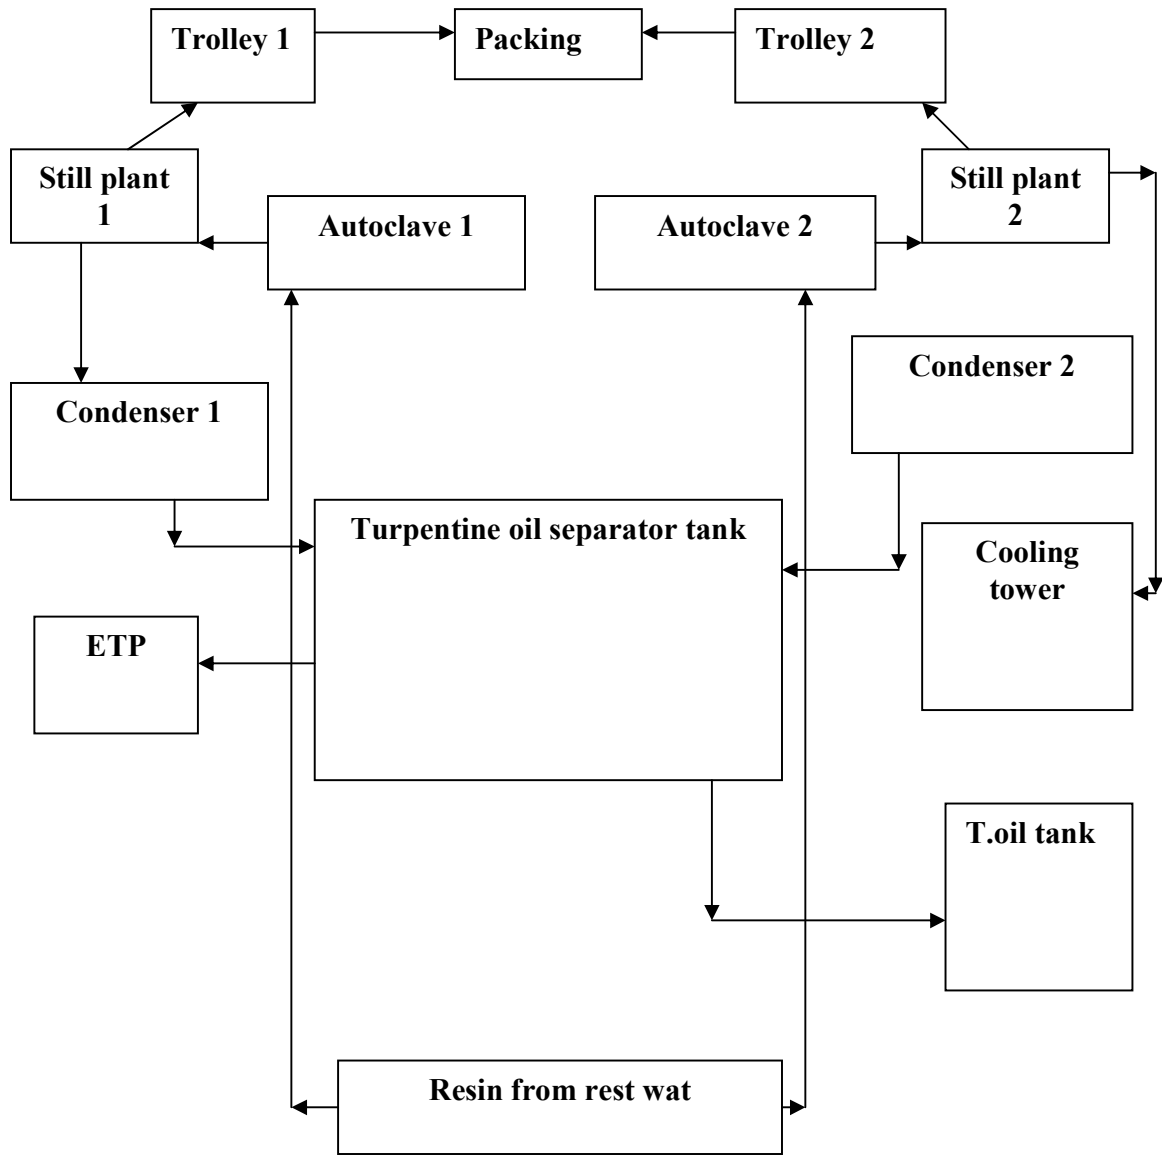 Trolley 1
Packing
Trolley 2
Still plant
1
Still plant
2
Autoclave 1
Autoclave 2
Condenser 2
Condenser 1
Turpentine oil separator tank
Cooling
tower
ETP
T.oil tank
Resin from rest wat